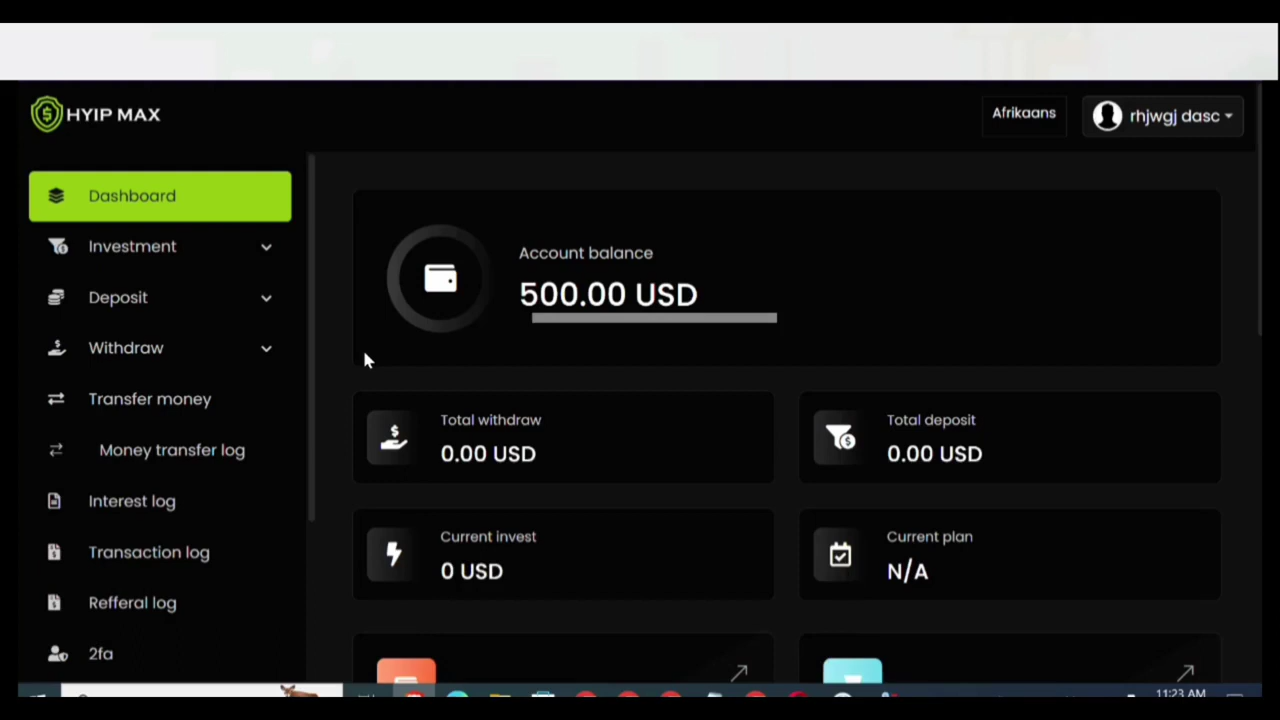 HYIP MAX
Afrikaans
rhjwgj dasc
Dashboard
Investment
Deposit
Withdraw
Transfer money
Money transfer log
Interest log
Transaction log
Refferal log
2fa
Account balance
500.00 USD
Total withdraw
0.00 USD
Total deposit
0.00 USD
Current invest
0 USD
Current plan
N/A
11:23 AM